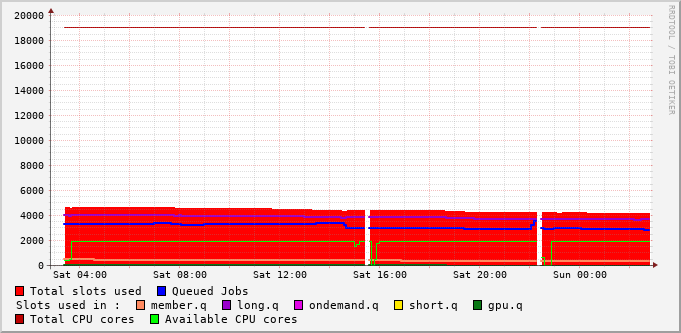 RRDTOOL / TOBI OETIKER
20000
18000
16000
14000
12000
10000
8000
6000
4000
2000
0
Sat 04:00 Sat 08:00 Sat 12:00 Sat 16:00 Sat 20:00 Sun 00:00
Total slots used Queued Jobs
Slots used in : member.q long.q ondemand.q short.q gpu.q
Total CPU cores Available CPU cores